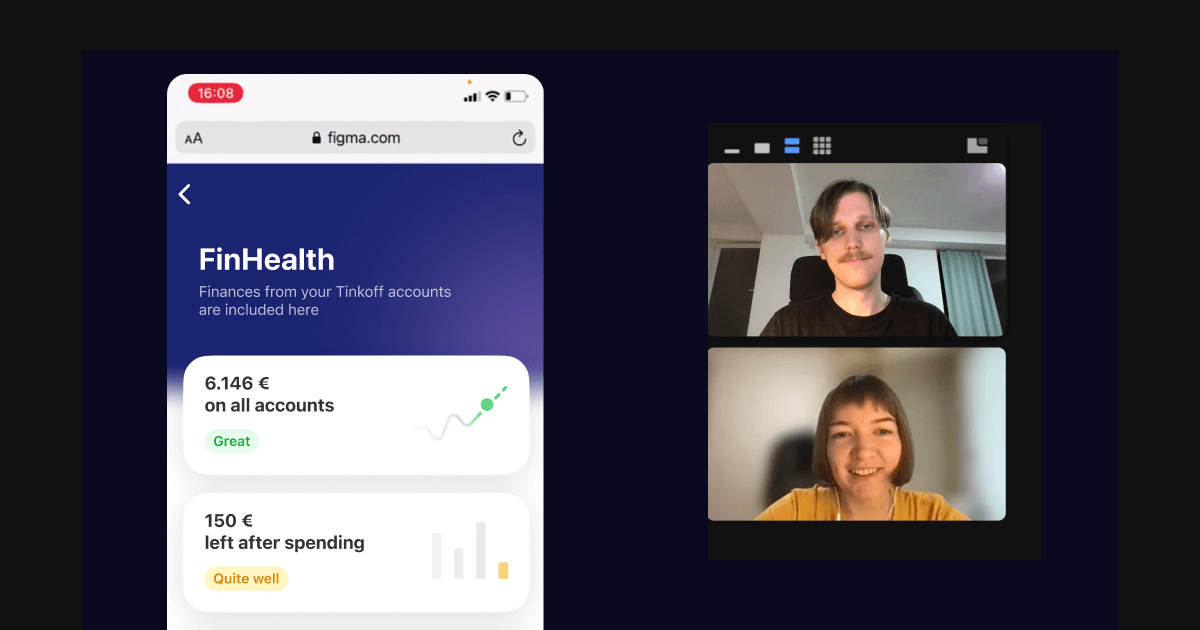 16:08
AA
figma.com
FinHealth
Finances from your Tinkoff accounts
are included here
6.146 €
on all accounts
Great
150 €
left after spending
Quite well